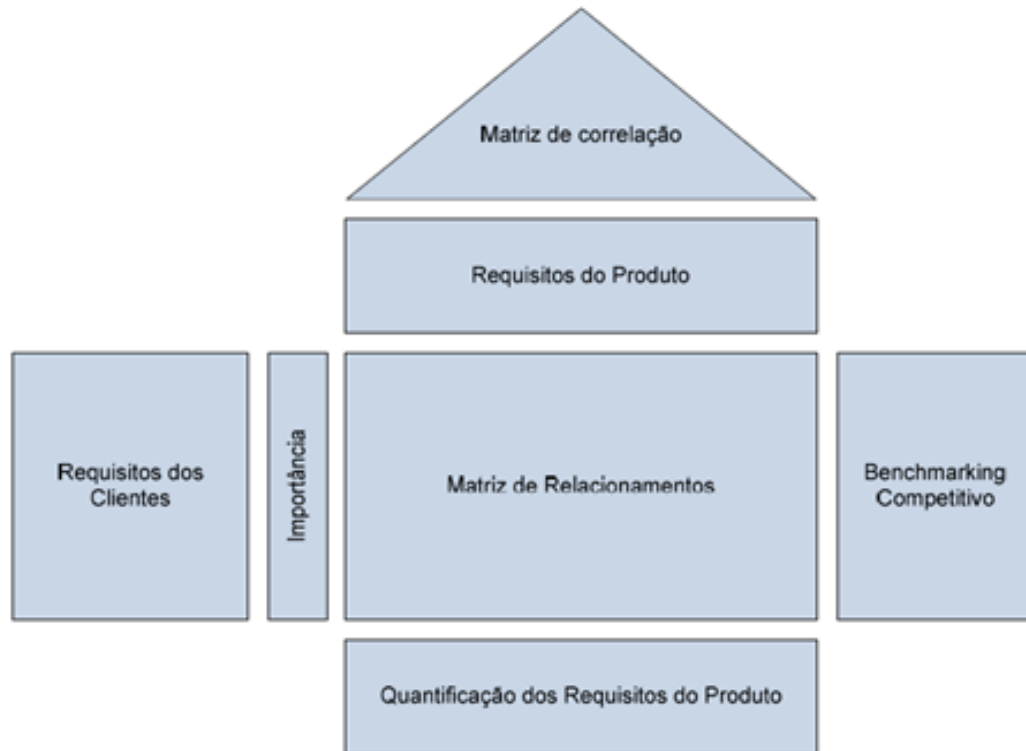 Matriz de correlação
Requisitos do Produto
Requisitos dos
Clientes
Importância
Matriz de Relacionamentos
Benchmarking
Competitivo
Quantificação dos Requisitos do Produto